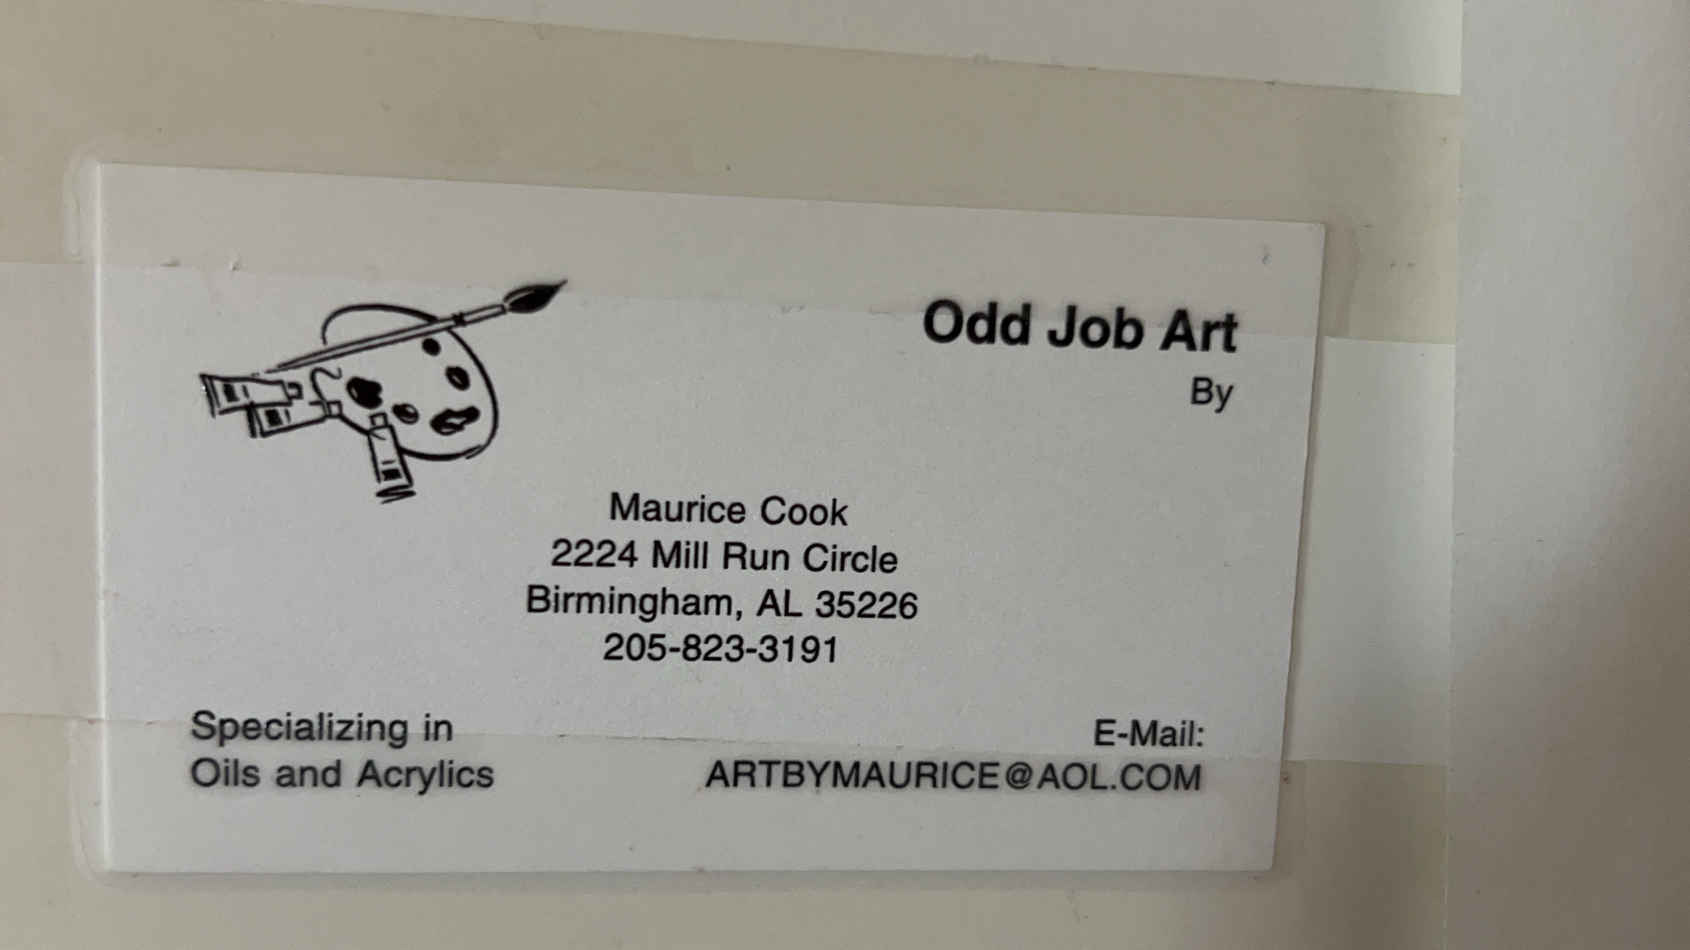 Odd Job Art
By
Maurice Cook
2224 Mill Run Circle
Birmingham, AL 35226
205-823-3191
Specializing in
Oils and Acrylics
E-Mail:
ARTBYMAURICE@AOL.COM